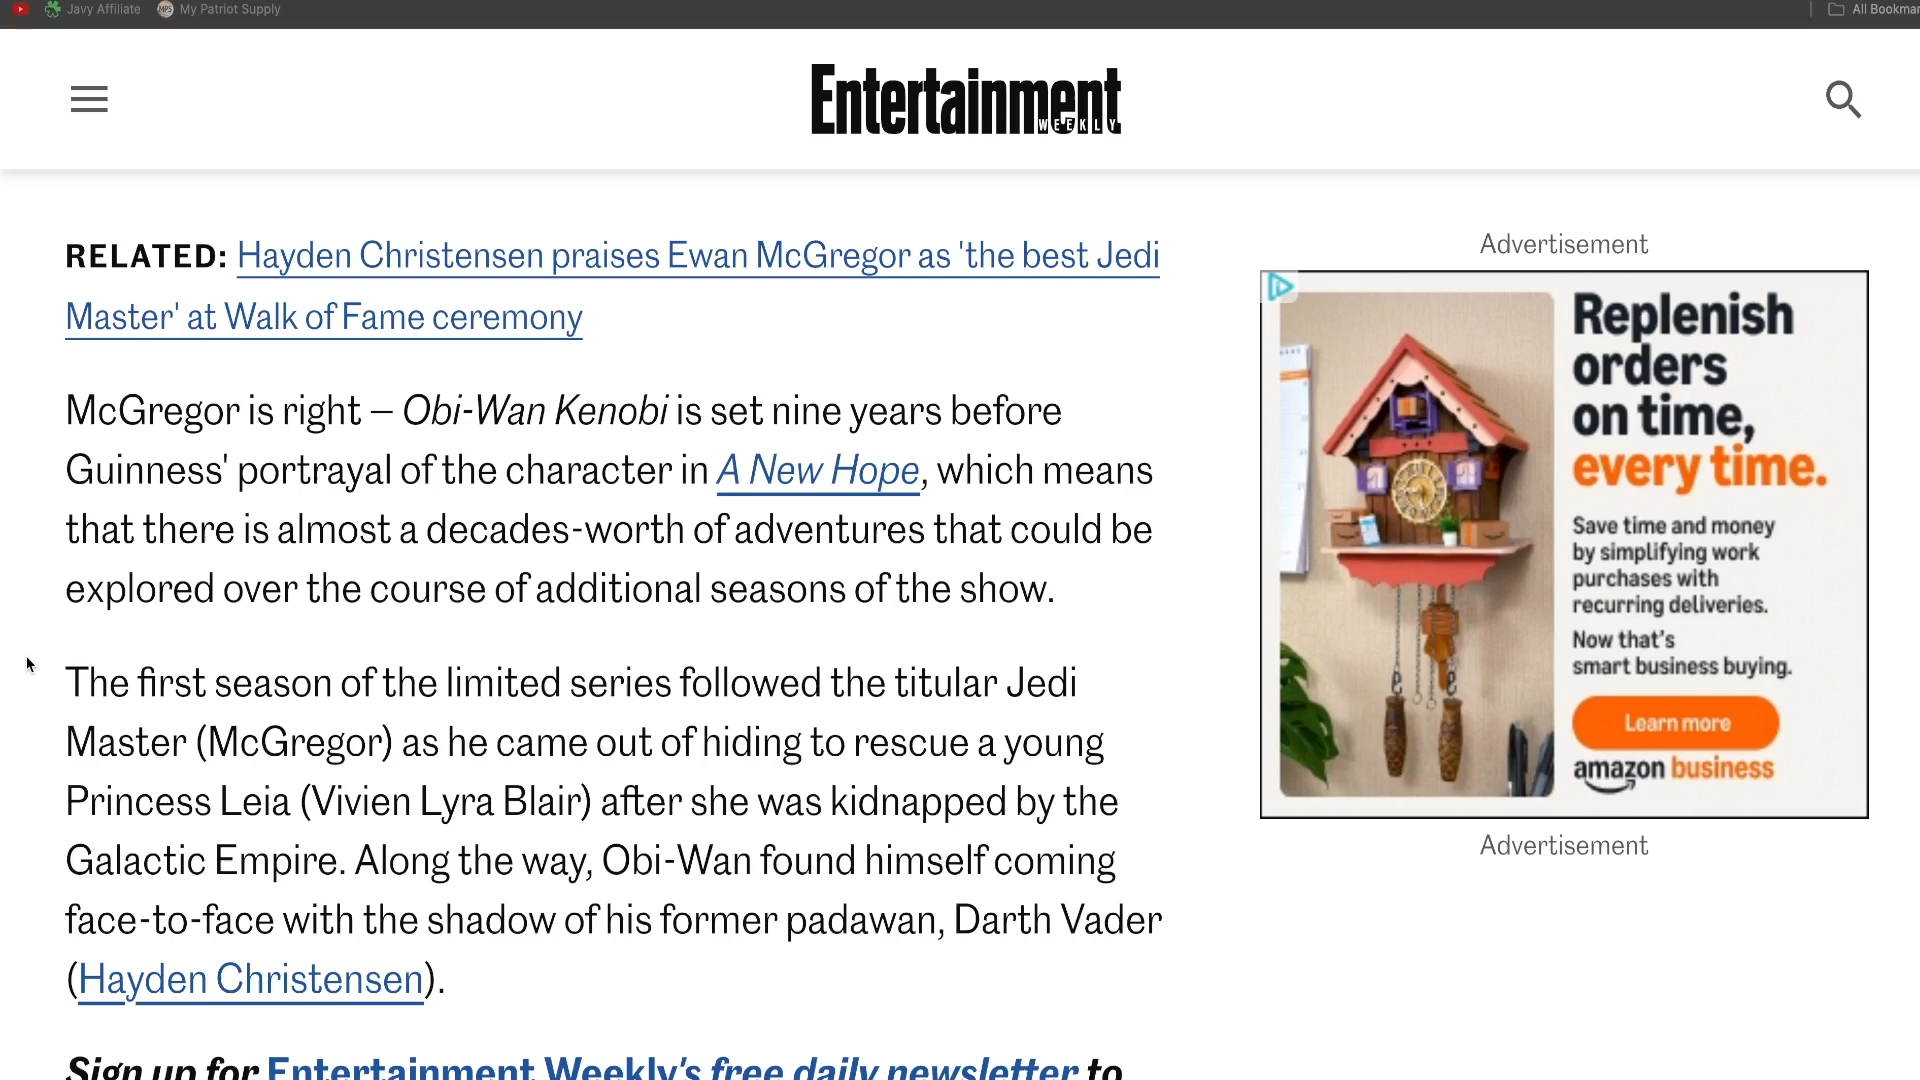 Javy Affiliate
My Patriot Supply
All Bookmar
Entertainment
WEEKLY
RELATED: Hayden Christensen praises Ewan McGregor as 'the best Jedi
Master' at Walk of Fame ceremony
McGregor is right – Obi-Wan Kenobi is set nine years before
Guinness' portrayal of the character in A New Hope, which means
that there is almost a decades-worth of adventures that could be
explored over the course of additional seasons of the show.
The first season of the limited series followed the titular Jedi
Master (McGregor) as he came out of hiding to rescue a young
Princess Leia (Vivien Lyra Blair) after she was kidnapped by the
Galactic Empire. Along the way, Obi-Wan found himself coming
face-to-face with the shadow of his former padawan, Darth Vader
(Hayden Christensen).
Sign up for Entertainment Weekly's free daily newsletter to
Advertisement
Replenish
orders
on time,
every time.
Save time and money
by simplifying work
purchases with
recurring deliveries.
Now that's
smart business buying.
Learn more
amazon business
Advertisement